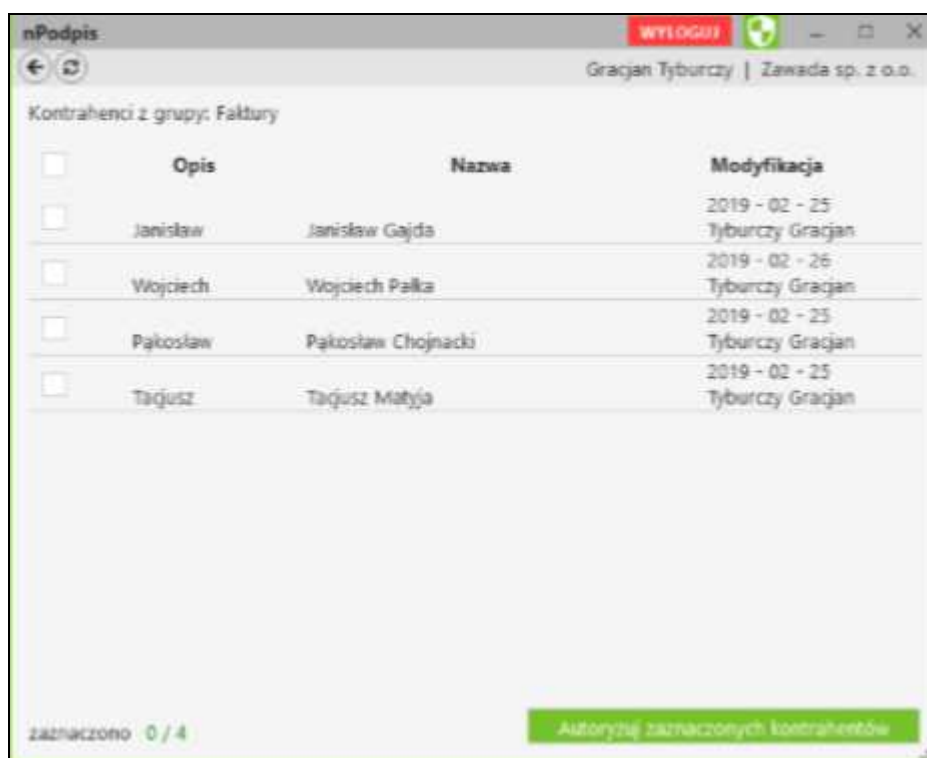 nPodpis WYLOGUJ
Gracjan Tyburczy | Zawada sp. z o.o.
Kontrahenci z grupy: Faktury
Opis Nazwa Modyfikacja
2019 - 02 - 25
Janisław Janisław Gajda Tyburczy Gracjan
2019 - 02 - 26
Wojciech Wojciech Pałka Tyburczy Gracjan
2019 - 02 - 25
Pąkosław Pąkosław Chojnacki Tyburczy Gracjan
2019 - 02 - 25
Tacjusz Tacjusz Matyja Tyburczy Gracjan
zaznaczono 0 / 4 Autoryzuj zaznaczonych kontrahentów